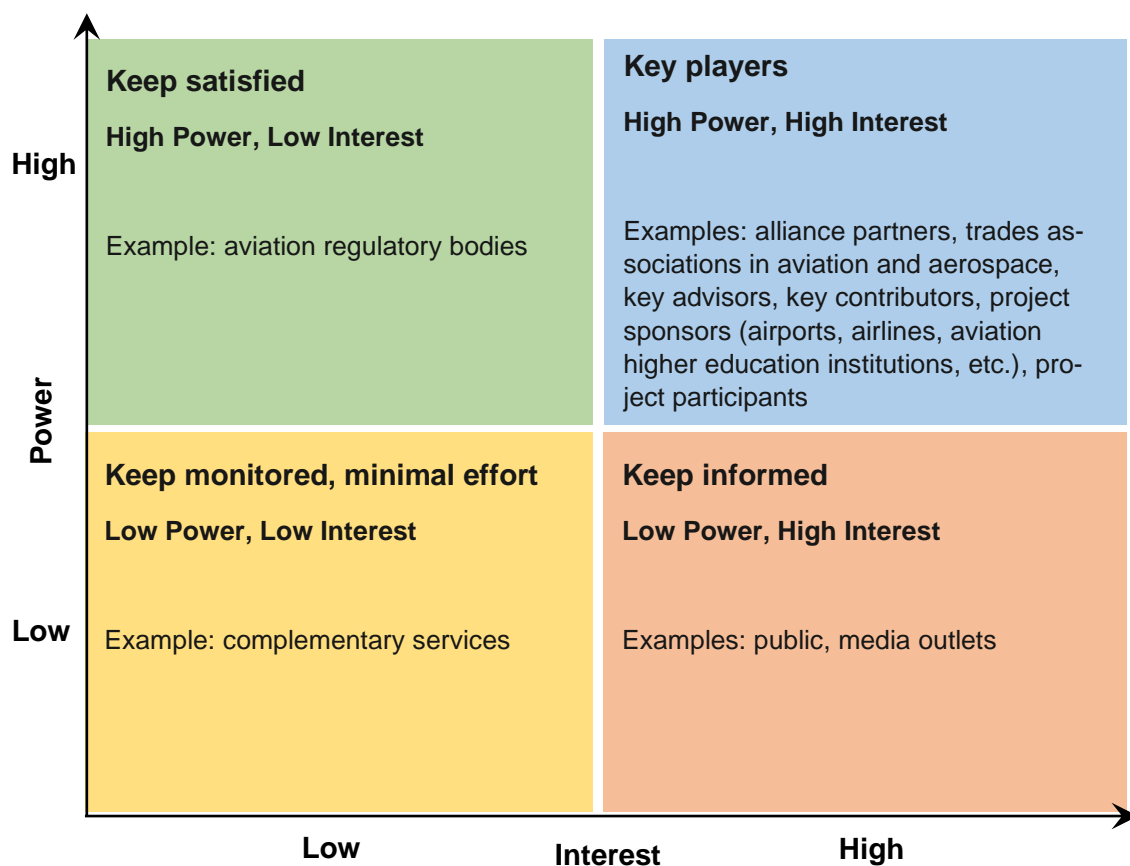 Keep satisfied
High Power, Low Interest
Example: aviation regulatory bodies
Key players
High Power, High Interest
Examples: alliance partners, trades as-
sociations in aviation and aerospace,
key advisors, key contributors, project
sponsors (airports, airlines, aviation
higher education institutions, etc.), pro-
ject participants
High
Power
Keep monitored, minimal effort
Low Power, Low Interest
Example: complementary services
Keep informed
Low Power, High Interest
Examples: public, media outlets
Low
Low
Interest
High